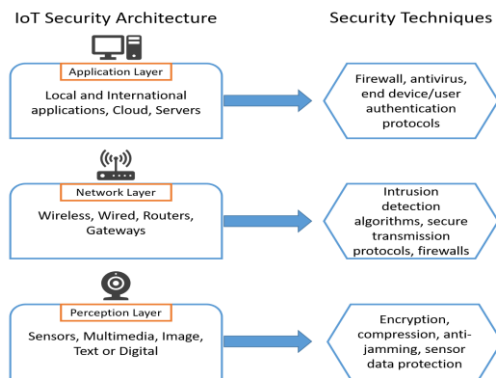 IoT Security Architecture
Security Techniques
Application Layer
Local and International
applications, Cloud, Servers
Firewall, antivirus,
end device/user
authentication
protocols
Network Layer
Wireless, Wired, Routers,
Gateways
Intrusion
detection
algorithms, secure
transmission
protocols, firewalls
Perception Layer
Sensors, Multimedia, Image,
Text or Digital
Encryption,
compression, anti-
jamming, sensor
data protection